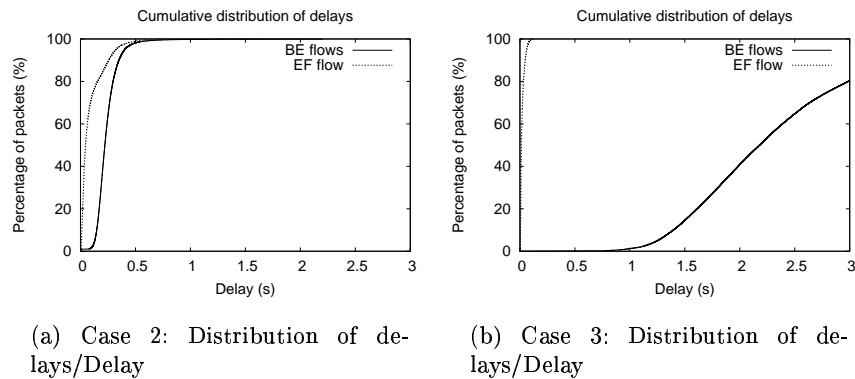 Cumulative distribution of delays
BE flows
EF flow
Percentage of packets (%)
100
80
60
40
20
0
0 0.5 1 1.5 2 2.5 3
Delay (s)
(a) Case 2: Distribution of de-
lays/Delay
Cumulative distribution of delays
BE flows
EF flow
Percentage of packets (%)
100
80
60
40
20
0
0 0.5 1 1.5 2 2.5 3
Delay (s)
(b) Case 3: Distribution of de-
lays/Delay